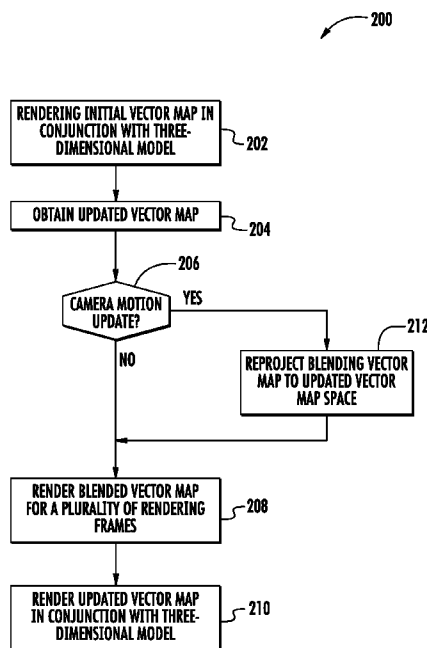 200
RENDERING INITIAL VECTOR MAP IN
CONJUNCTION WITH THREE-
DIMENSIONAL MODEL
202
OBTAIN UPDATED VECTOR MAP
204
206
CAMERA MOTION
UPDATE?
YES
NO
212
REPROJECT BLENDING VECTOR
MAP TO UPDATED VECTOR
MAP SPACE
RENDER BLENDED VECTOR MAP
FOR A PLURALITY OF RENDERING
FRAMES
208
RENDER UPDATED VECTOR MAP
IN CONJUNCTION WITH THREE-
DIMENSIONAL MODEL
210